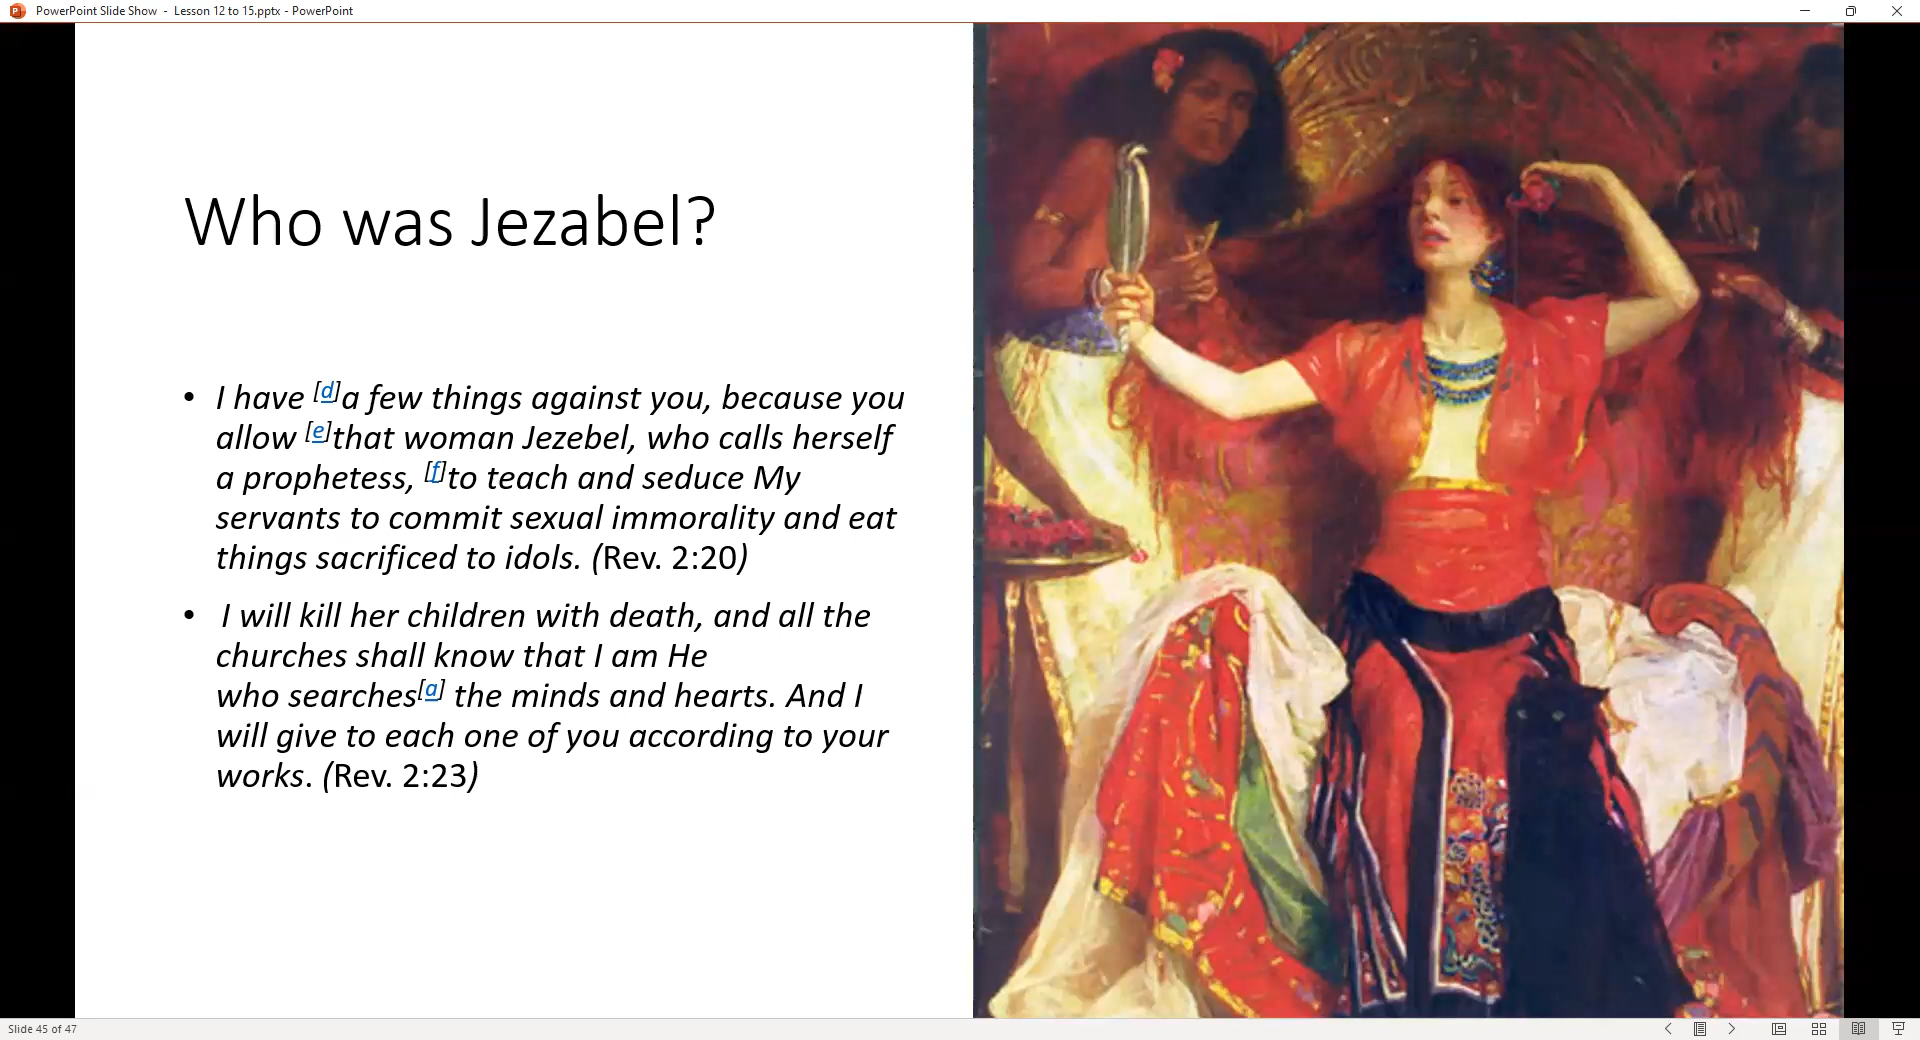 PowerPoint Slide Show - Lesson 12 to 15.pptx - PowerPoint
Who was Jezabel?
• I have [d]a few things against you, because you
allow [e]that woman Jezebel, who calls herself
a prophetess, [f]to teach and seduce My
servants to commit sexual immorality and eat
things sacrificed to idols. (Rev. 2:20)
• I will kill her children with death, and all the
churches shall know that I am He
who searches[a] the minds and hearts. And I
will give to each one of you according to your
works. (Rev. 2:23)
Slide 45 of 47